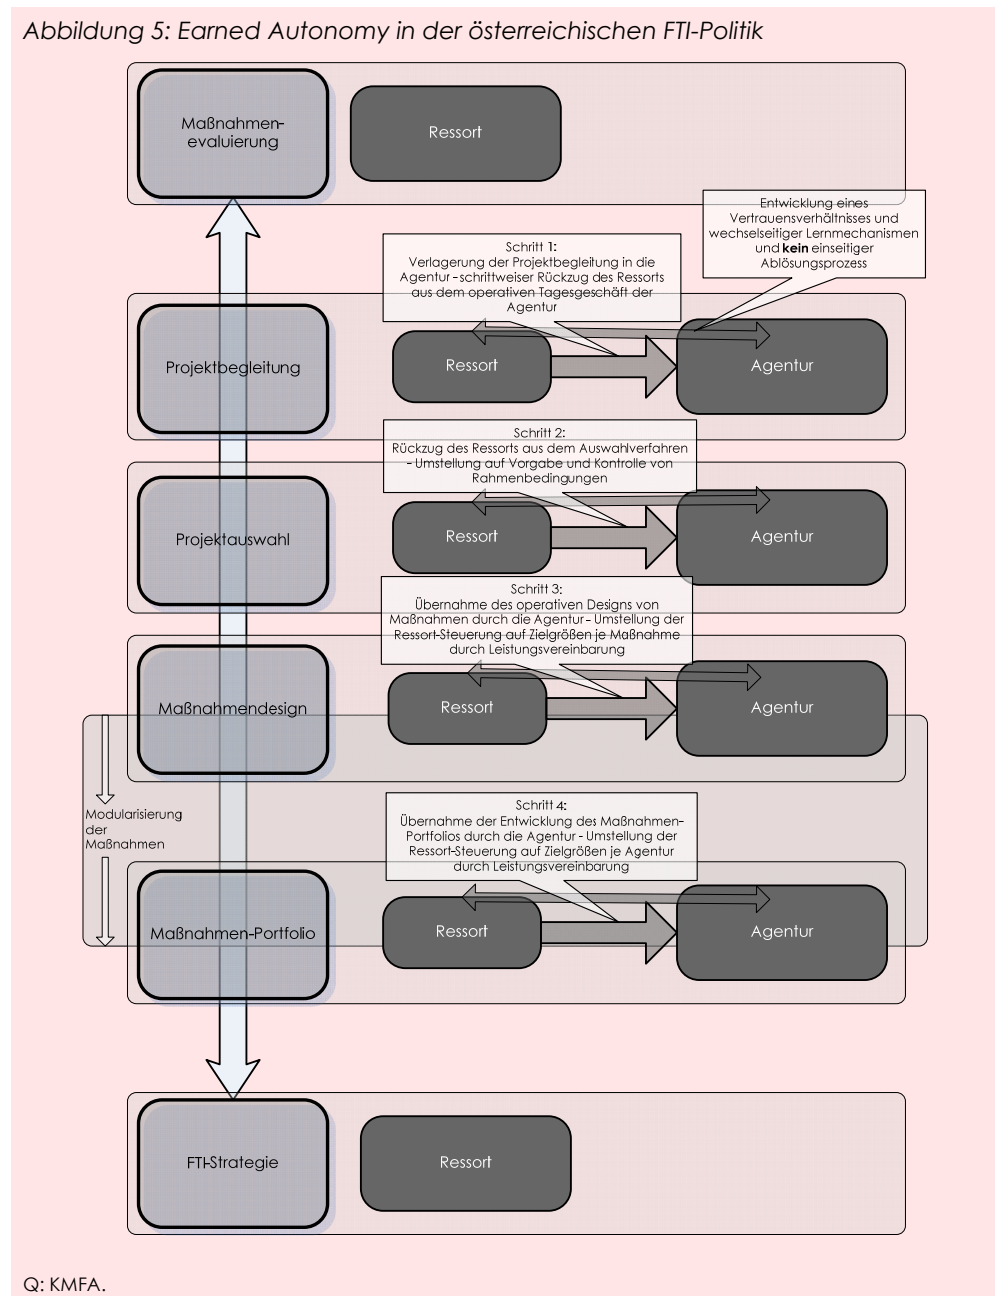 Abbildung 5: Earned Autonomy in der österreichischen FTI-Politik
Maßnahmen-
evaluierung
Ressort
Entwicklung eines
Vertrauensverhältnisses und
wechselseitiger Lernmechanismen
und kein einseitiger
Ablösungsprozess
Schritt 1:
Verlagerung der Projektbegleitung in die
Agentur - schrittweiser Rückzug des Ressorts
aus dem operativen Tagesgeschäft der
Agentur
Projektbegleitung
Ressort
Agentur
Schritt 2:
Rückzug des Ressorts aus dem Auswahlverfahren
- Umstellung auf Vorgabe und Kontrolle von
Rahmenbedingungen
Projektauswahl
Ressort
Agentur
Schritt 3:
Übernahme des operativen Designs von
Maßnahmen durch die Agentur - Umstellung der
Ressort-Steuerung auf Zielgrößen je Maßnahme
durch Leistungsvereinbarung
Maßnahmendesign
Ressort
Agentur
Modularisierung
der
Maßnahmen
Schritt 4:
Übernahme der Entwicklung des Maßnahmen-
Portfolios durch die Agentur - Umstellung der
Ressort-Steuerung auf Zielgrößen je Agentur
durch Leistungsvereinbarung
Maßnahmen-Portfolio
Ressort
Agentur
FTI-Strategie
Ressort
Q: KMFA.